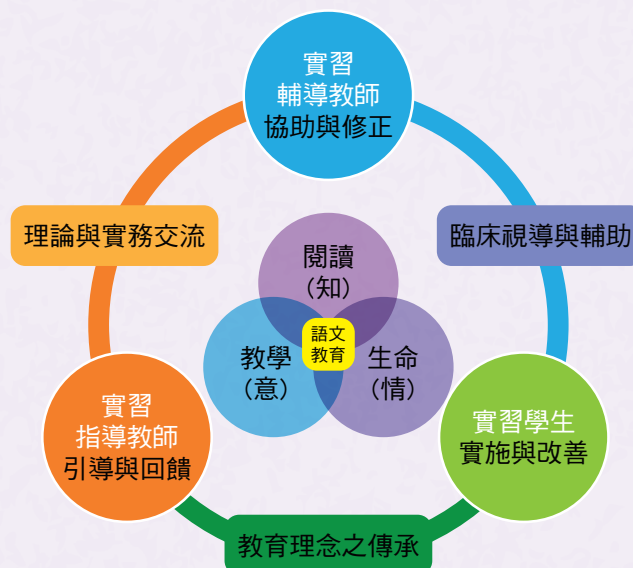 實習
輔導教師
協助與修正
理論與實務交流
臨床視導與輔助
閱讀
（知）
語文
教育
教學
（意）
生命
（情）
實習
指導教師
引導與回饋
實習學生
實施與改善
教育理念之傳承